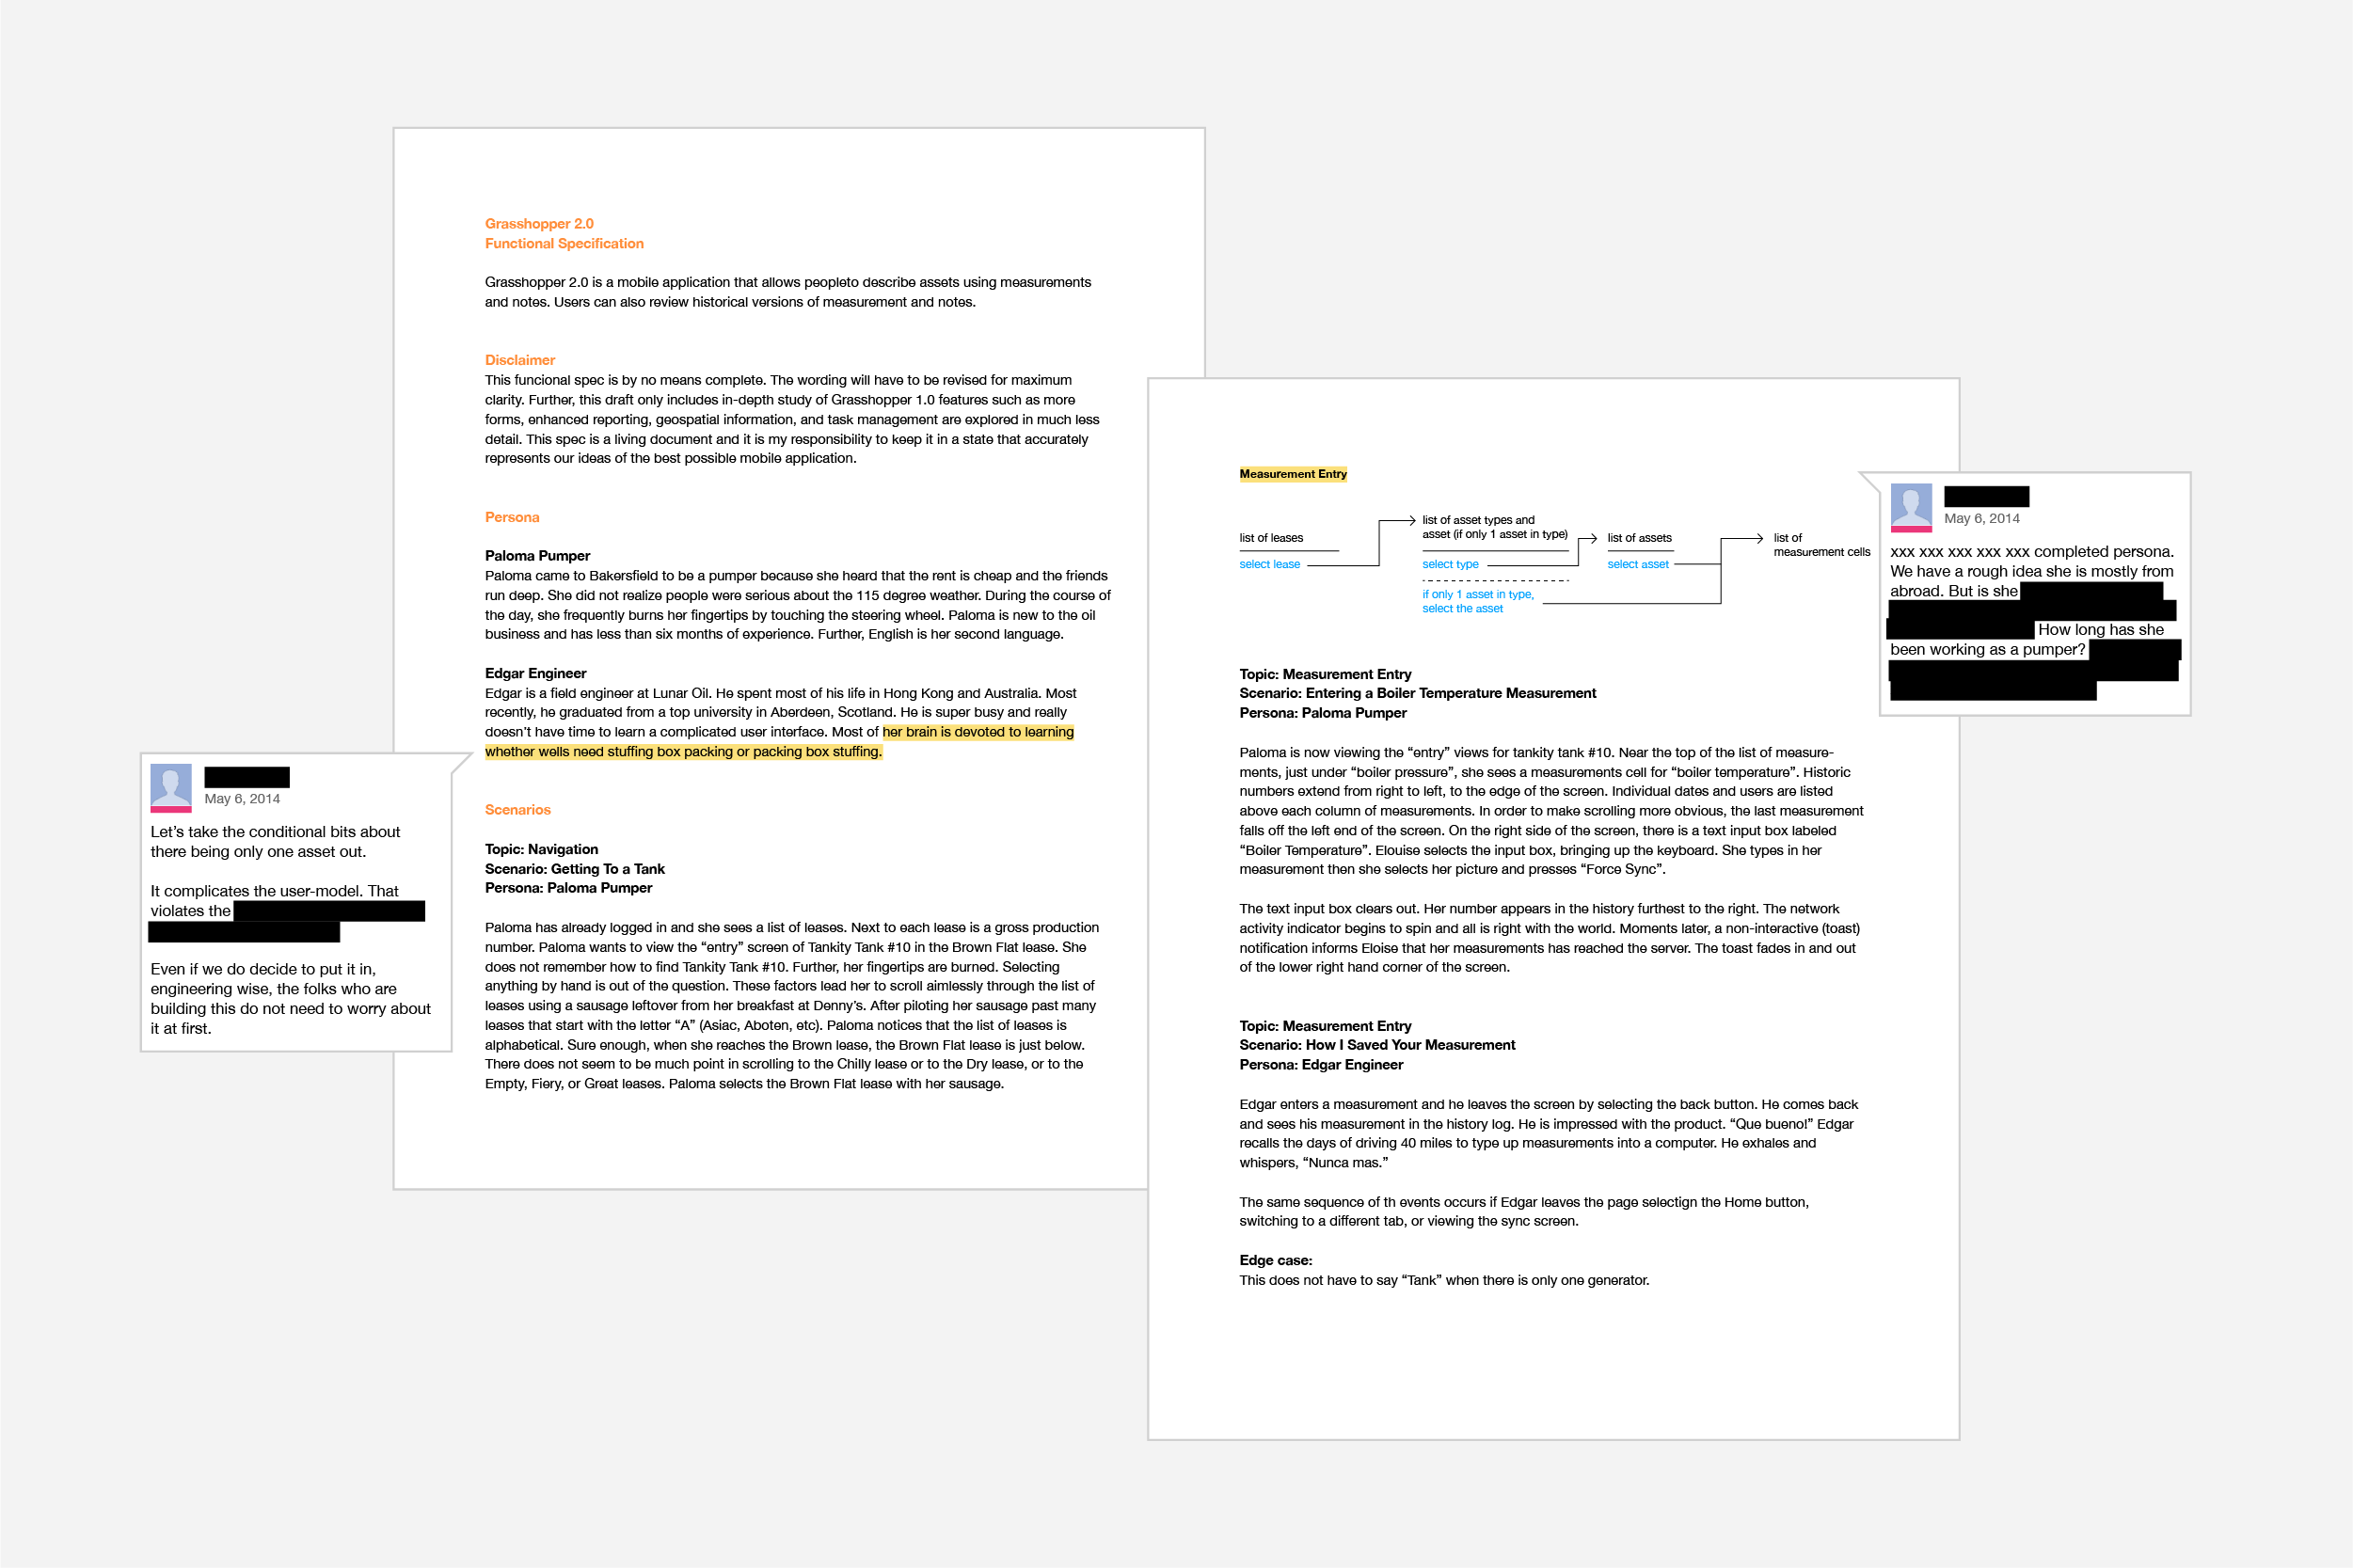 Grasshopper 2.0
Functional Specification
Grasshopper 2.0 is a mobile application that allows peopleto describe assets using measurements
and notes. Users can also review historical versions of measurement and notes.
Disclaimer
This funcional spec is by no means complete. The wording will have to be revised for maximum
clarity. Further, this draft only includes in-depth study of Grasshopper 1.0 features such as more
forms, enhanced reporting, geospatial information, and task management are explored in much less
detail. This spec is a living document and it is my responsibility to keep it in a state that accurately
represents our ideas of the best possible mobile application.
Persona
Paloma Pumper
Paloma came to Bakersfield to be a pumper because she heard that the rent is cheap and the friends
run deep. She did not realize people were serious about the 115 degree weather. During the course of
the day, she frequently burns her fingertips by touching the steering wheel. Paloma is new to the oil
business and has less than six months of experience. Further, English is her second language.
Edgar Engineer
Edgar is a field engineer at Lunar Oil. He spent most of his life in Hong Kong and Australia. Most
recently, he graduated from a top university in Aberdeen, Scotland. He is super busy and really
doesn't have time to learn a complicated user interface. Most of her brain is devoted to learning
whether wells need stuffing box packing or packing box stuffing.
Scenarios
Topic: Navigation
Scenario: Getting To a Tank
Persona: Paloma Pumper
Paloma has already logged in and she sees a list of leases. Next to each lease is a gross production
number. Paloma wants to view the “entry” screen of Tankity Tank #10 in the Brown Flat lease. She
does not remember how to find Tankity Tank #10. Further, her fingertips are burned. Selecting
anything by hand is out of the question. These factors lead her to scroll aimlessly through the list of
leases using a sausage leftover from her breakfast at Denny’s. After piloting her sausage past many
leases that start with the letter “A” (Asiac, Aboten, etc). Paloma notices that the list of leases is
alphabetical. Sure enough, when she reaches the Brown lease, the Brown Flat lease is just below.
There does not seem to be much point in scrolling to the Chilly lease or to the Dry lease, or to the
Empty, Fiery, or Great leases. Paloma selects the Brown Flat lease with her sausage.
May 6, 2014
Let’s take the conditional bits about
there being only one asset out.
It complicates the user-model. That
violates the
Even if we do decide to put it in,
engineering wise, the folks who are
building this do not need to worry about
it at first.
Measurement Entry
list of leases
select lease
list of asset types and
asset (if only 1 asset in type)
select type
if only 1 asset in type,
select the asset
list of assets
select asset
list of
measurement cells
Topic: Measurement Entry
Scenario: Entering a Boiler Temperature Measurement
Persona: Paloma Pumper
Paloma is now viewing the “entry” views for tankity tank #10. Near the top of the list of measure-
ments, just under “boiler pressure”, she sees a measurements cell for “boiler temperature”. Historic
numbers extend from right to left, to the edge of the screen. Individual dates and users are listed
above each column of measurements. In order to make scrolling more obvious, the last measurement
falls off the left end of the screen. On the right side of the screen, there is a text input box labeled
“Boiler Temperature”. Elouise selects the input box, bringing up the keyboard. She types in her
measurement then she selects her picture and presses “Force Sync”.
The text input box clears out. Her number appears in the history furthest to the right. The network
activity indicator begins to spin and all is right with the world. Moments later, a non-interactive (toast)
notification informs Eloise that her measurements has reached the server. The toast fades in and out
of the lower right hand corner of the screen.
Topic: Measurement Entry
Scenario: How I Saved Your Measurement
Persona: Edgar Engineer
Edgar enters a measurement and he leaves the screen by selecting the back button. He comes back
and sees his measurement in the history log. He is impressed with the product. “Que bueno!” Edgar
recalls the days of driving 40 miles to type up measurements into a computer. He exhales and
whispers, “Nunca mas.”
The same sequence of th events occurs if Edgar leaves the page selectign the Home button,
switching to a different tab, or viewing the sync screen.
Edge case:
This does not have to say “Tank” when there is only one generator.
May 6, 2014
xxx xxx xxx xxx xxx completed persona.
We have a rough idea she is mostly from
abroad. But is she
How long has she
been working as a pumper?